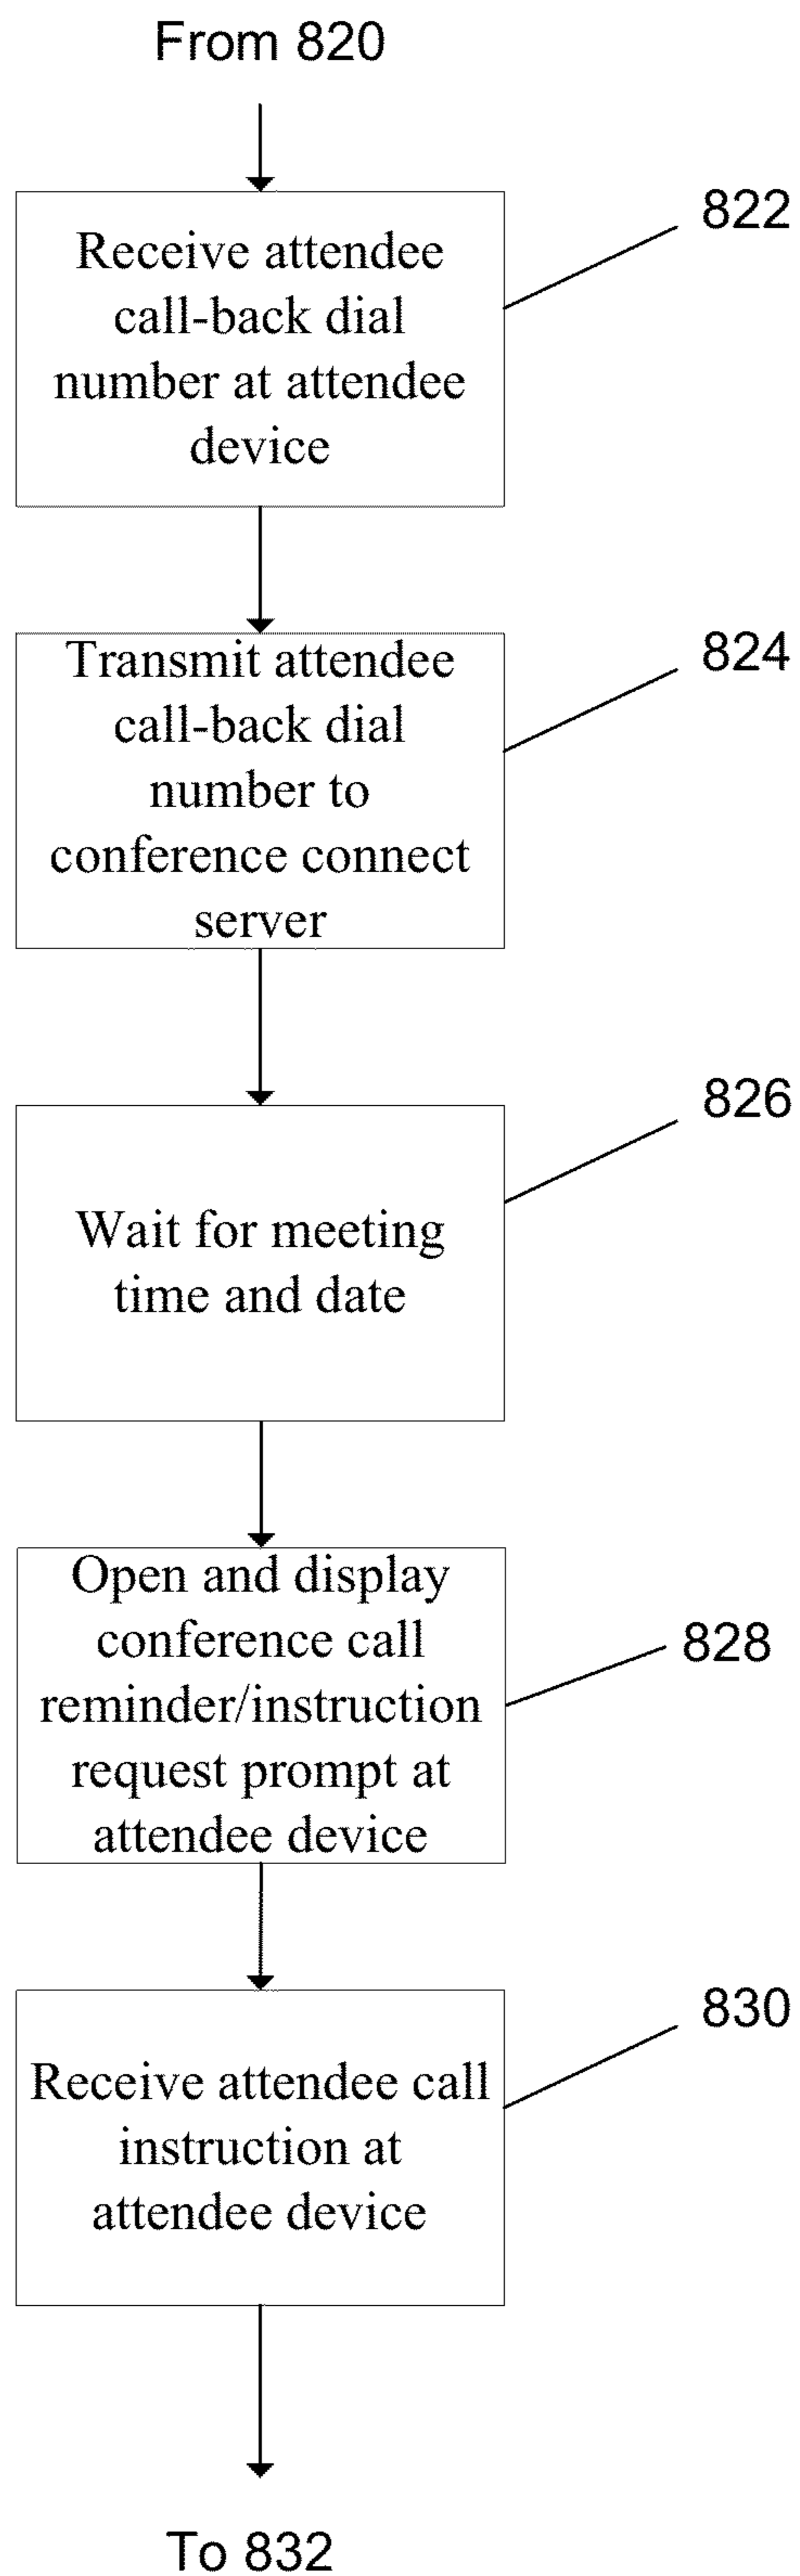 From 820
822
Receive attendee
call-back dial
number at attendee
device
824
Transmit attendee
call-back dial
number to
conference connect
server
826
Wait for meeting
time and date
828
Open and display
conference call
reminder/instruction
request prompt at
attendee device
830
Receive attendee call
instruction at
attendee device
To 832